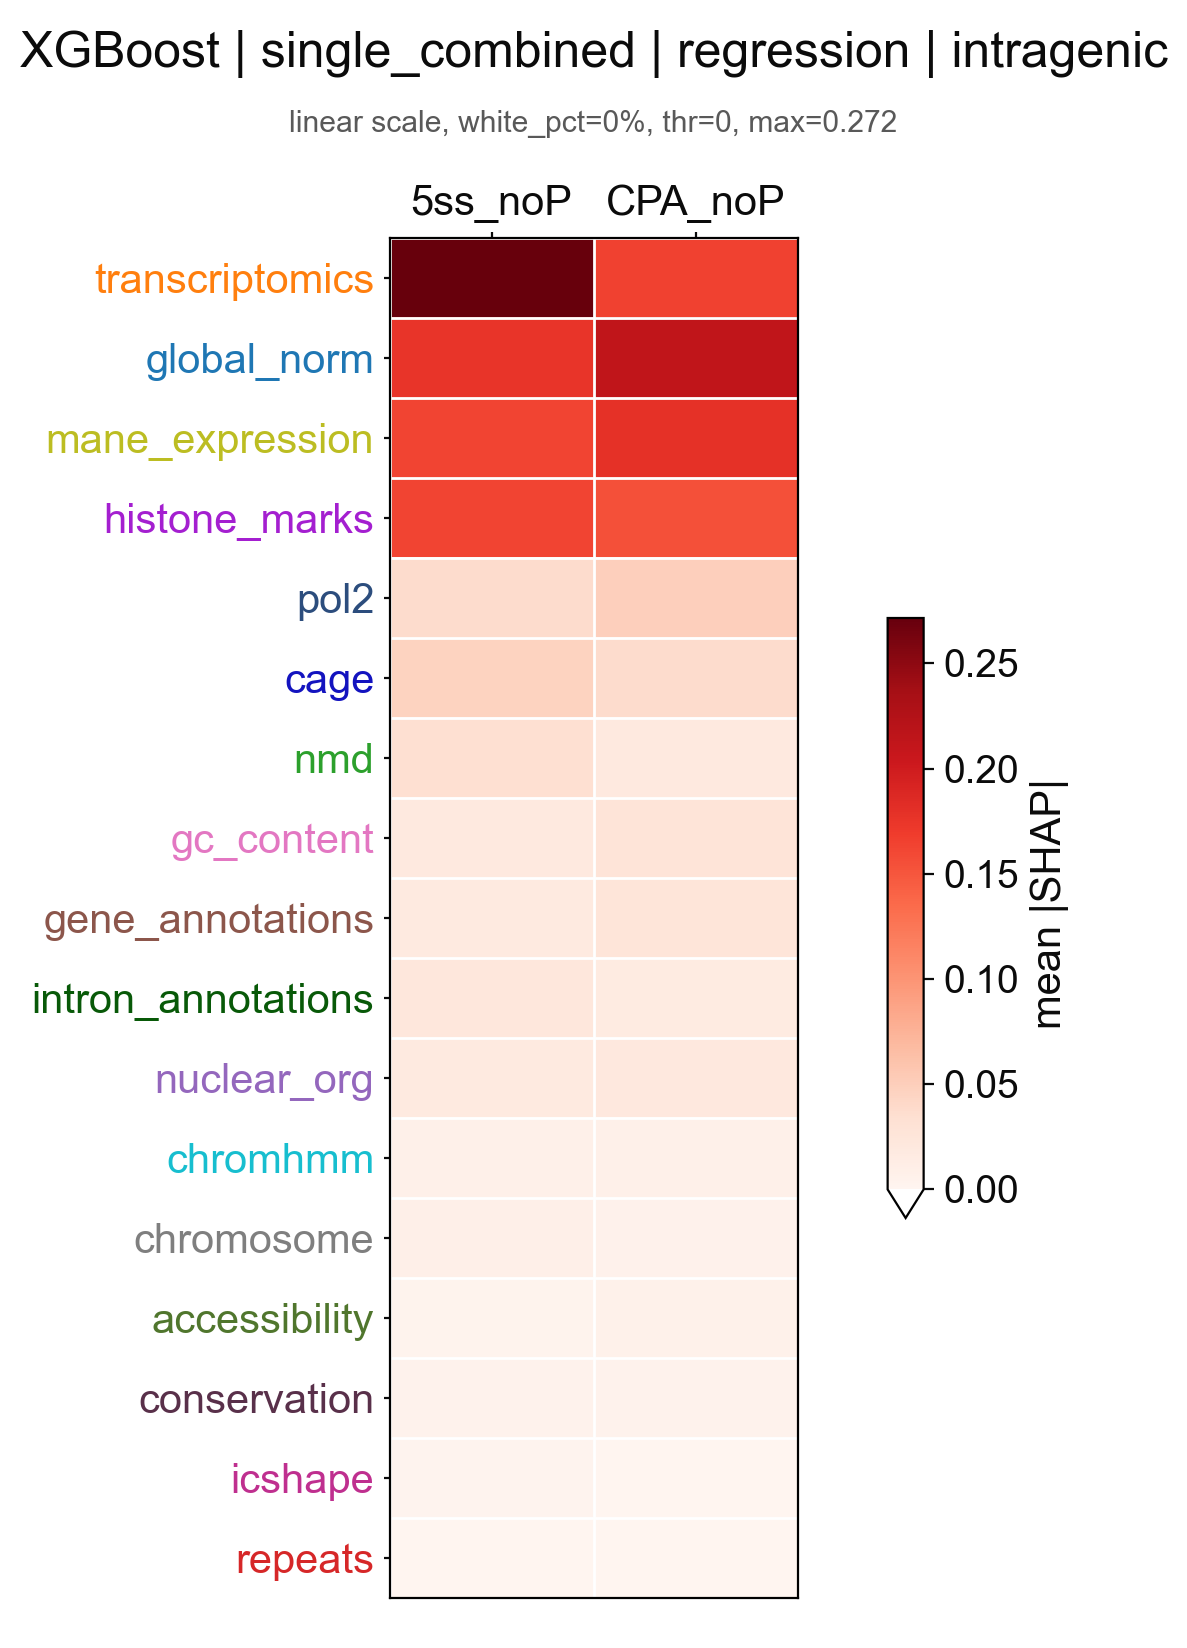 XGBoost | single_combined | regression | intragenic
linear scale, white_pct=0%, thr=0, max=0.272
5ss_noP CPA_noP
transcriptomics
global_norm
mane_expression
histone_marks
pol2
cage
nmd
gc_content
gene_annotations
intron_annotations
nuclear_org
chromhmm
chromosome
accessibility
conservation
icshape
repeats
0.25
0.20
0.15
0.10
0.05
0.00
mean |SHAP|